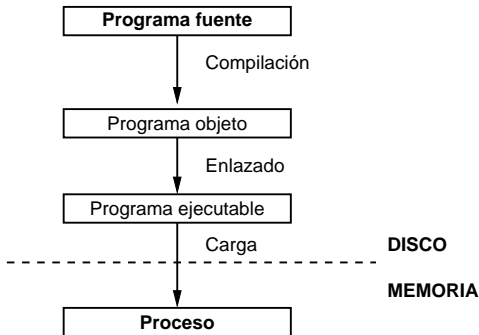 Programa fuente
Compilación
Programa objeto
Enlazado
Programa ejecutable
Carga
DISCO
MEMORIA
Proceso